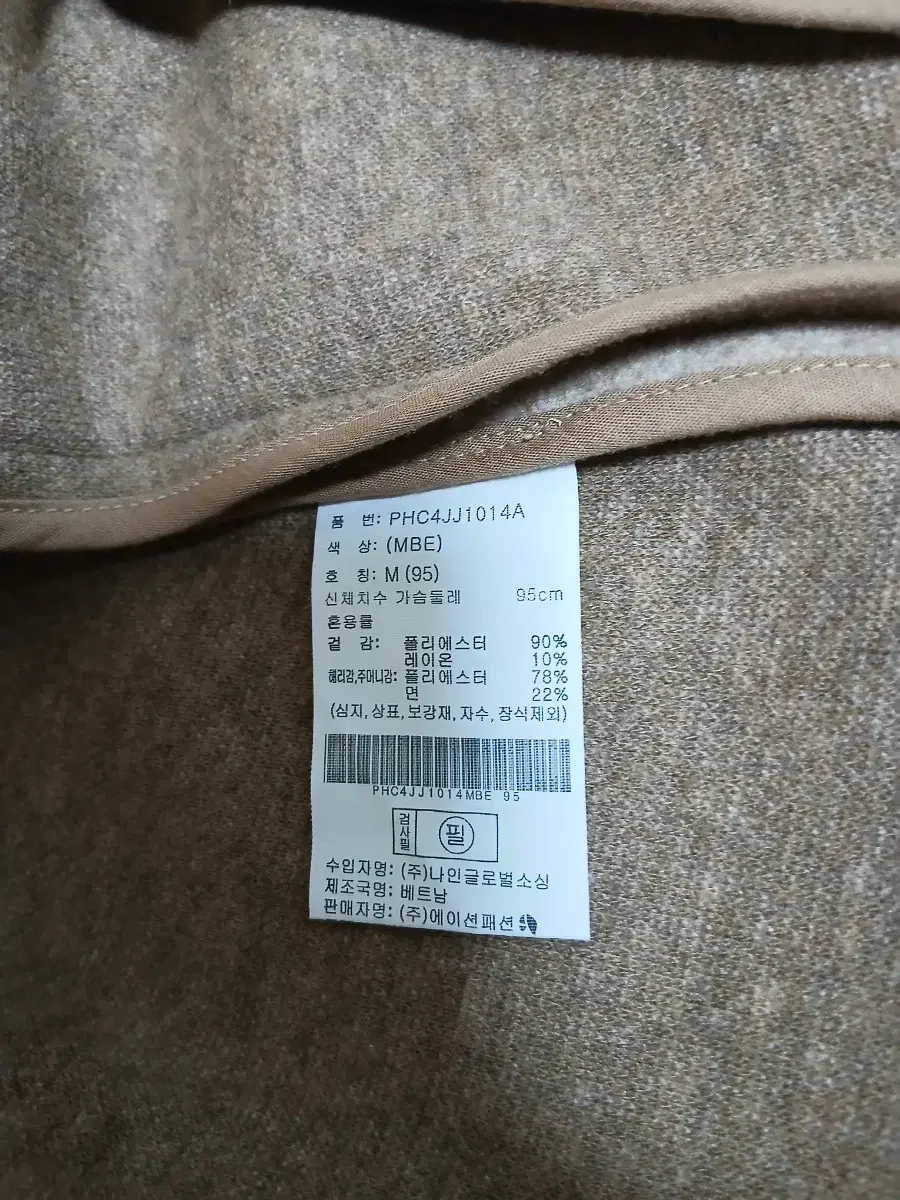 품 번: PHC4JJ1014A
색 상: (MBE)
호 칭: M (95)
신체치수 가슴둘레 95cm
혼용률
겉 감: 폴리에스터 90%
레이온 10%
해리감,주머니감: 폴리에스터 78%
면 22%
(심지,상표,보강재,자수,장식제외)
PHC4JJ1014MBE 95
검사필 필
수입자명: (주)나인글로벌소싱
제조국명: 베트남
판매자명: (주)에이션패션